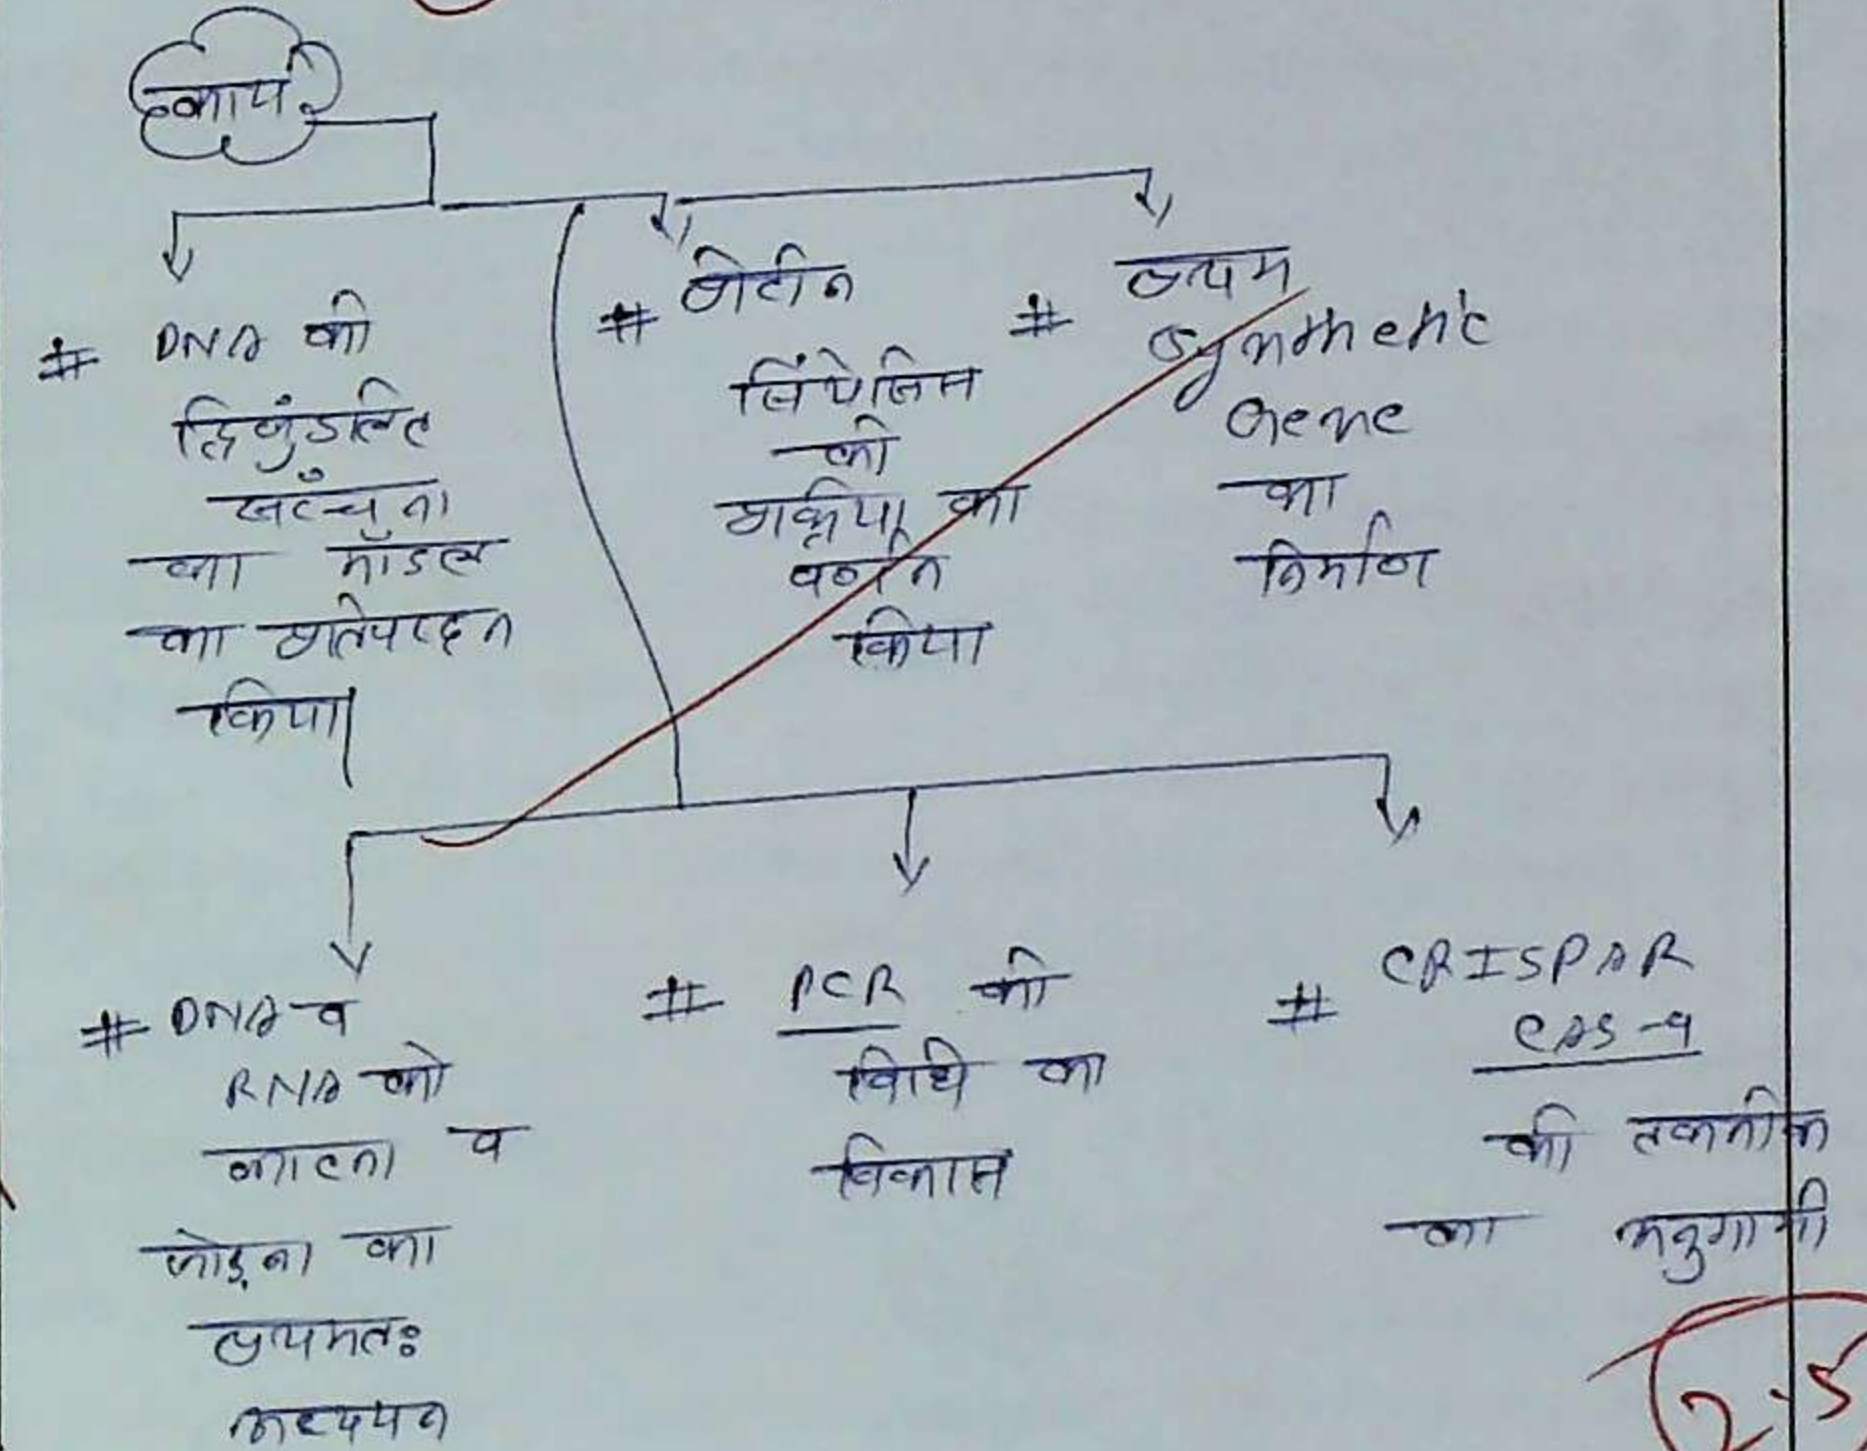 कार्य:
# DNA की
द्विकुंडलित
संरचना
का मॉडल
का प्रतिपादन
किया।
# प्रोटीन
सिंथेसिस
की
प्रक्रिया का
वर्णन
किया
# प्रथम
Synthetic
Gene
का
निर्माण
# DNA व
RNA को
काटना व
जोड़ना का
प्रथमतः
अध्ययन
# PCR की
विधि का
विकास
# CRISPAR
CAS-9
की तकनीक
का अनुगामी
2.5